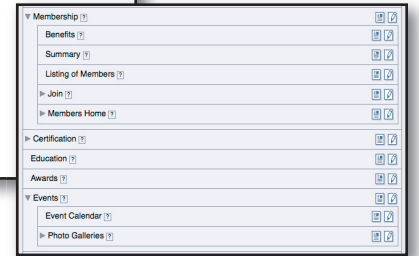 ▼ Membership ?
Benefits ?
Summary ?
Listing of Members ?
▶ Join ?
▶ Members Home ?
▶ Certification ?
Education ?
Awards ?
▼ Events ?
Event Calendar ?
▶ Photo Galleries ?